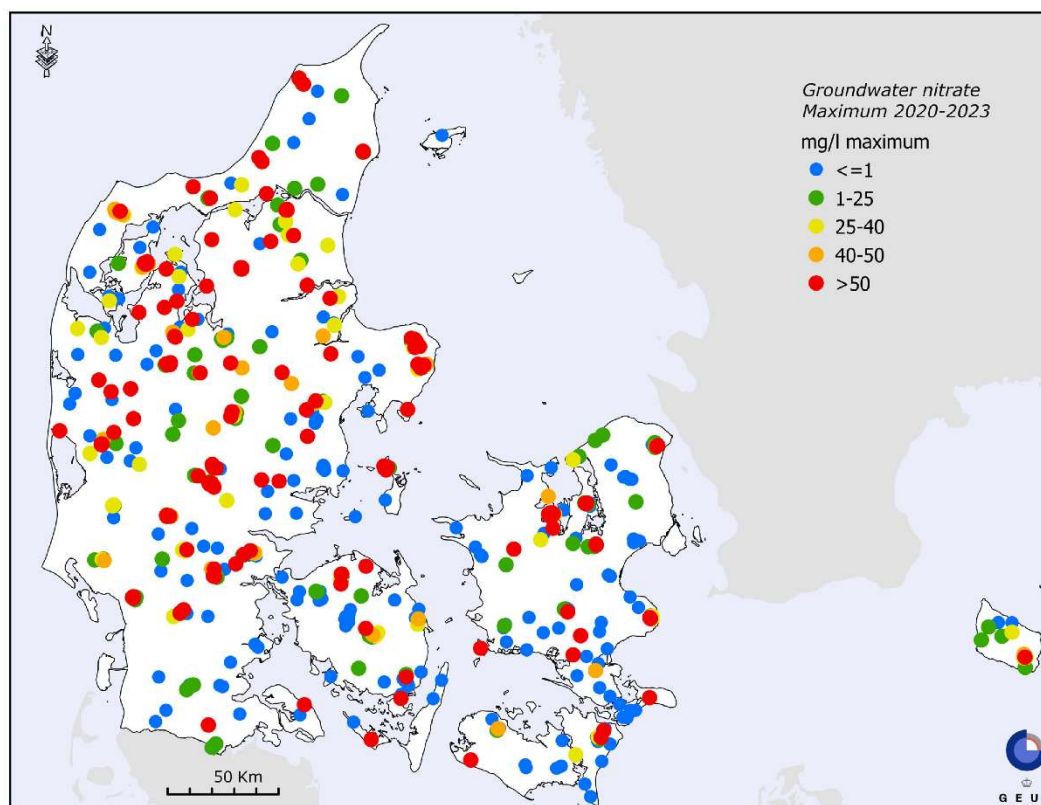 N
Groundwater nitrate
Maximum 2020-2023
mg/l maximum
<=1
1-25
25-40
40-50
>50
50 Km
G E U